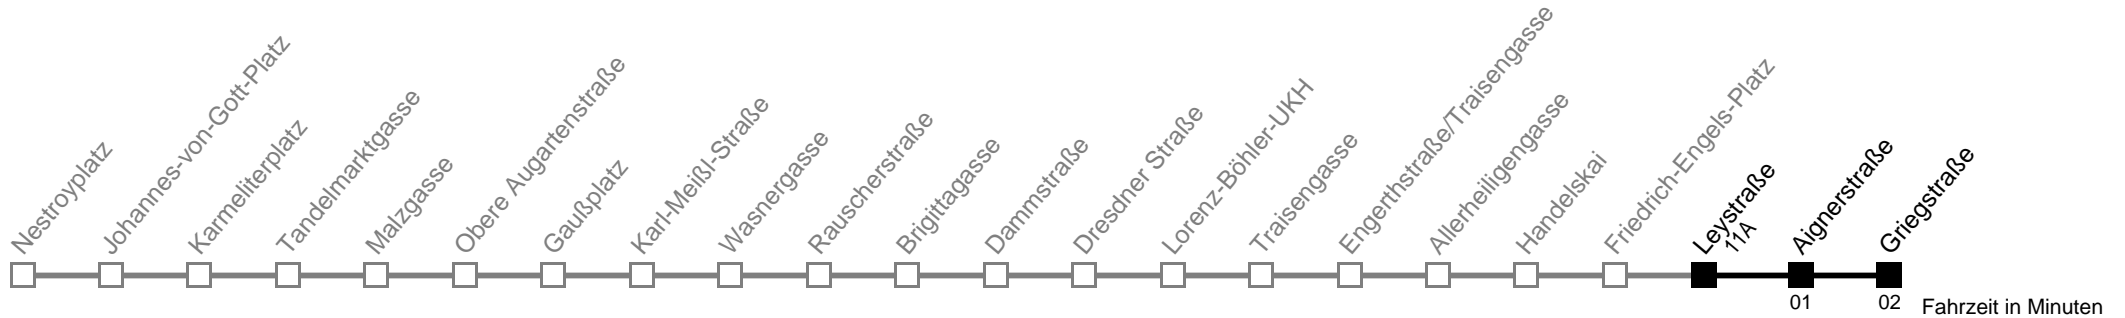 Nestroyplatz
Johannes-von-Gott-Platz
Karmeliterplatz
Tandelmarktgasse
Malzgasse
Obere Augartenstraße
Gaußplatz
Karl-Meißl-Straße
Wasnergasse
Rauscherstraße
Brigittagasse
Dammstraße
Dresdner Straße
Lorenz-Böhler-UKH
Traisengasse
Engerthstraße/Traisengasse
Allerheiligengasse
Handelskai
Friedrich-Engels-Platz
Leystraße
11A
Aignerstraße
Griegstraße
01
02
Fahrzeit in Minuten